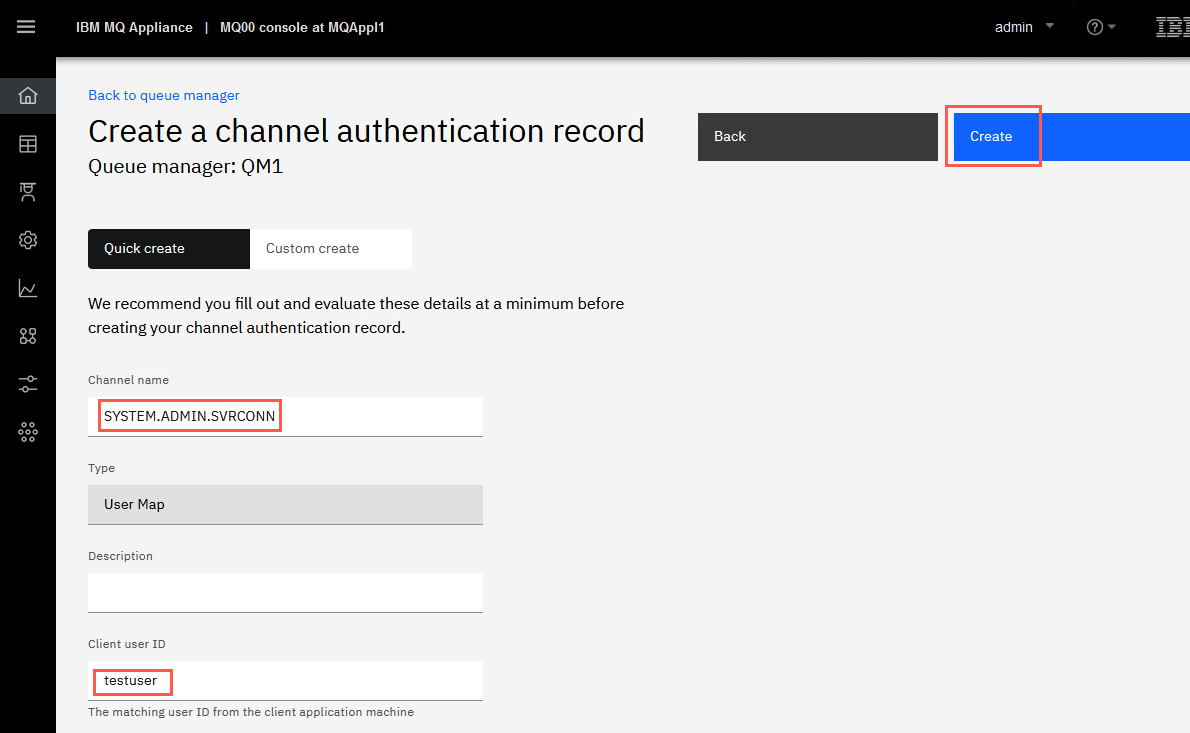 IBM MQ Appliance | MQ00 console at MQAppl1
admin
IBM
Back to queue manager
Create a channel authentication record
Queue manager: QM1
Back
Create
Quick create
Custom create
We recommend you fill out and evaluate these details at a minimum before
creating your channel authentication record.
Channel name
SYSTEM.ADMIN.SVRCONN
Type
User Map
Description
Client user ID
testuser
The matching user ID from the client application machine